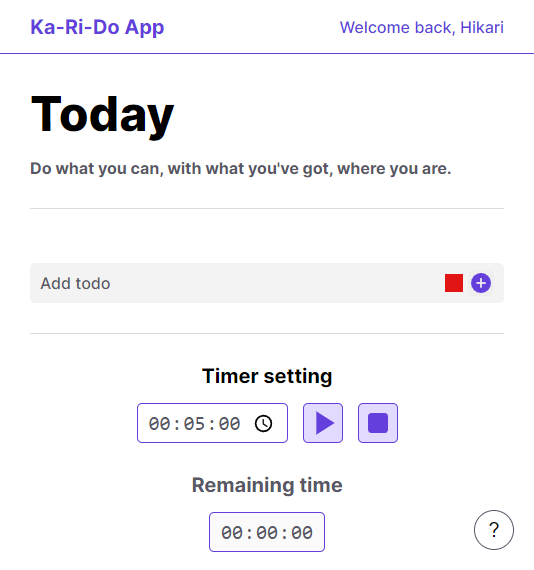 Ka-Ri-Do App
Welcome back, Hikari
Today
Do what you can, with what you've got, where you are.
Add todo
Timer setting
00:05:00
Remaining time
00:00:00
?